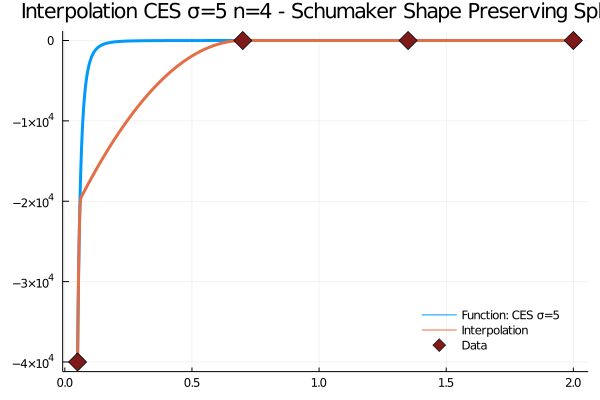 Interpolation CES σ=5 n=4 - Schumaker Shape Preserving Spl
0
−1×10⁴
−2×10⁴
−3×10⁴
−4×10⁴
Function: CES σ=5
Interpolation
Data
0.0 0.5 1.0 1.5 2.0